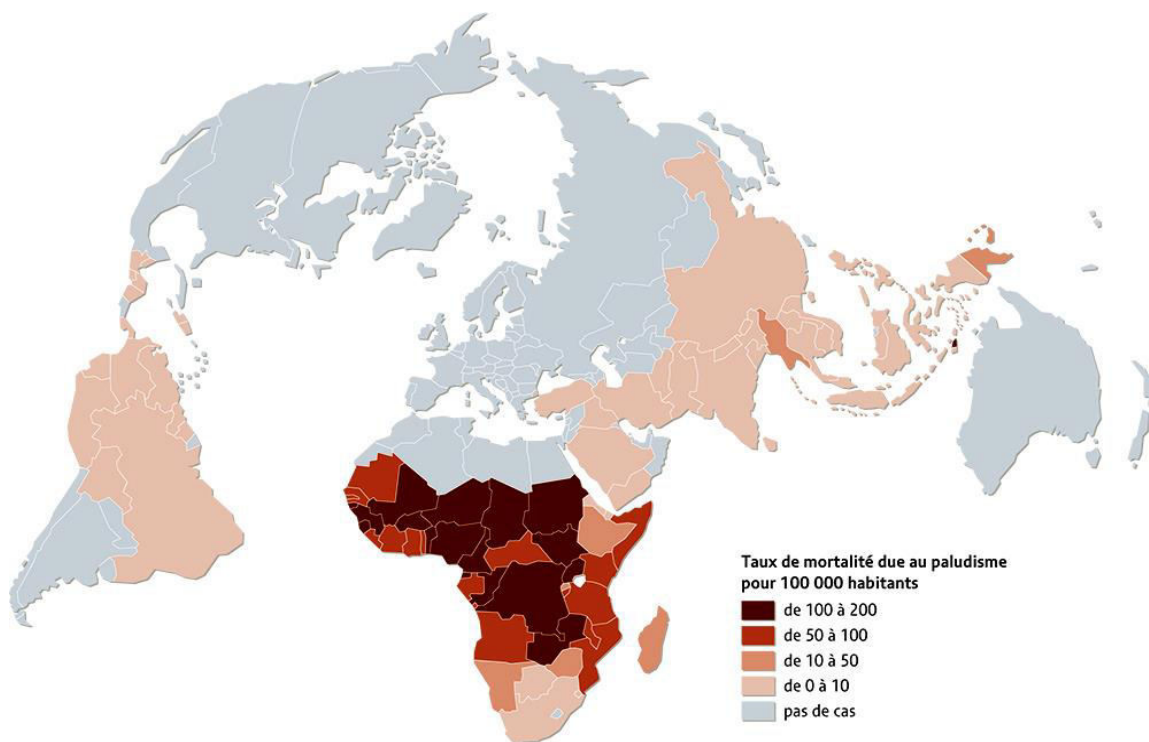 Taux de mortalité due au paludisme
pour 100 000 habitants
de 100 à 200
de 50 à 100
de 10 à 50
de 0 à 10
pas de cas